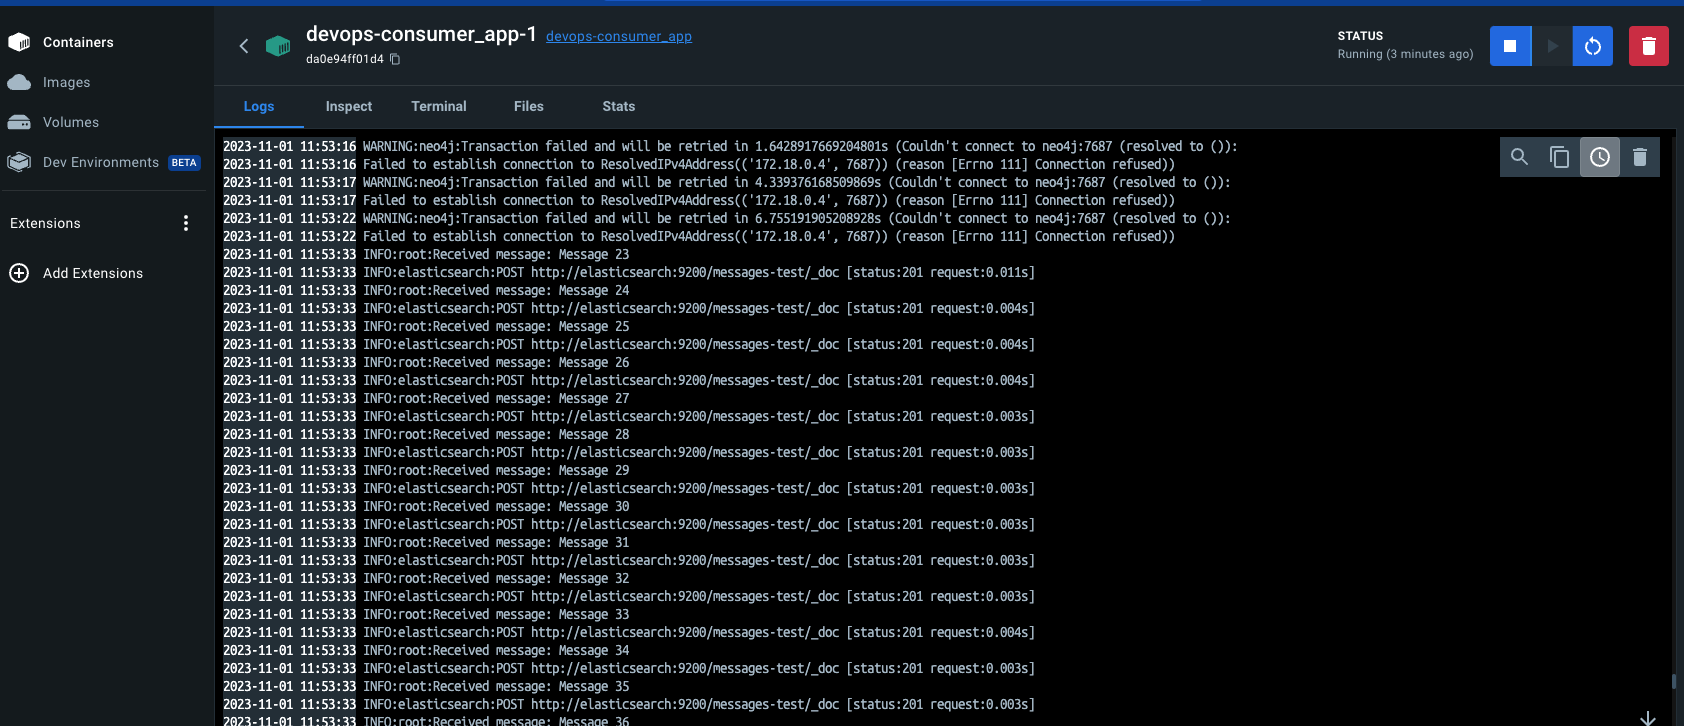 Containers
Images
Volumes
Dev Environments BETA
Extensions
Add Extensions
devops-consumer_app-1 devops-consumer_app
da0e94ff01d4
STATUS
Running (3 minutes ago)
Logs Inspect Terminal Files Stats
2023-11-01 11:53:16 WARNING:neo4j:Transaction failed and will be retried in 1.6428917669204801s (Couldn't connect to neo4j:7687 (resolved to ()):
2023-11-01 11:53:16 Failed to establish connection to ResolvedIPv4Address(('172.18.0.4', 7687)) (reason [Errno 111] Connection refused))
2023-11-01 11:53:17 WARNING:neo4j:Transaction failed and will be retried in 4.339376168509869s (Couldn't connect to neo4j:7687 (resolved to ()):
2023-11-01 11:53:17 Failed to establish connection to ResolvedIPv4Address(('172.18.0.4', 7687)) (reason [Errno 111] Connection refused))
2023-11-01 11:53:22 WARNING:neo4j:Transaction failed and will be retried in 6.755191905208928s (Couldn't connect to neo4j:7687 (resolved to ()):
2023-11-01 11:53:22 Failed to establish connection to ResolvedIPv4Address(('172.18.0.4', 7687)) (reason [Errno 111] Connection refused))
2023-11-01 11:53:33 INFO:root:Received message: Message 23
2023-11-01 11:53:33 INFO:elasticsearch:POST http://elasticsearch:9200/messages-test/_doc [status:201 request:0.011s]
2023-11-01 11:53:33 INFO:root:Received message: Message 24
2023-11-01 11:53:33 INFO:elasticsearch:POST http://elasticsearch:9200/messages-test/_doc [status:201 request:0.004s]
2023-11-01 11:53:33 INFO:root:Received message: Message 25
2023-11-01 11:53:33 INFO:elasticsearch:POST http://elasticsearch:9200/messages-test/_doc [status:201 request:0.004s]
2023-11-01 11:53:33 INFO:root:Received message: Message 26
2023-11-01 11:53:33 INFO:elasticsearch:POST http://elasticsearch:9200/messages-test/_doc [status:201 request:0.004s]
2023-11-01 11:53:33 INFO:root:Received message: Message 27
2023-11-01 11:53:33 INFO:elasticsearch:POST http://elasticsearch:9200/messages-test/_doc [status:201 request:0.003s]
2023-11-01 11:53:33 INFO:root:Received message: Message 28
2023-11-01 11:53:33 INFO:elasticsearch:POST http://elasticsearch:9200/messages-test/_doc [status:201 request:0.003s]
2023-11-01 11:53:33 INFO:root:Received message: Message 29
2023-11-01 11:53:33 INFO:elasticsearch:POST http://elasticsearch:9200/messages-test/_doc [status:201 request:0.003s]
2023-11-01 11:53:33 INFO:root:Received message: Message 30
2023-11-01 11:53:33 INFO:elasticsearch:POST http://elasticsearch:9200/messages-test/_doc [status:201 request:0.003s]
2023-11-01 11:53:33 INFO:root:Received message: Message 31
2023-11-01 11:53:33 INFO:elasticsearch:POST http://elasticsearch:9200/messages-test/_doc [status:201 request:0.003s]
2023-11-01 11:53:33 INFO:root:Received message: Message 32
2023-11-01 11:53:33 INFO:elasticsearch:POST http://elasticsearch:9200/messages-test/_doc [status:201 request:0.003s]
2023-11-01 11:53:33 INFO:root:Received message: Message 33
2023-11-01 11:53:33 INFO:elasticsearch:POST http://elasticsearch:9200/messages-test/_doc [status:201 request:0.004s]
2023-11-01 11:53:33 INFO:root:Received message: Message 34
2023-11-01 11:53:33 INFO:elasticsearch:POST http://elasticsearch:9200/messages-test/_doc [status:201 request:0.003s]
2023-11-01 11:53:33 INFO:root:Received message: Message 35
2023-11-01 11:53:33 INFO:elasticsearch:POST http://elasticsearch:9200/messages-test/_doc [status:201 request:0.003s]
2023-11-01 11:53:33 INFO:root:Received message: Message 36